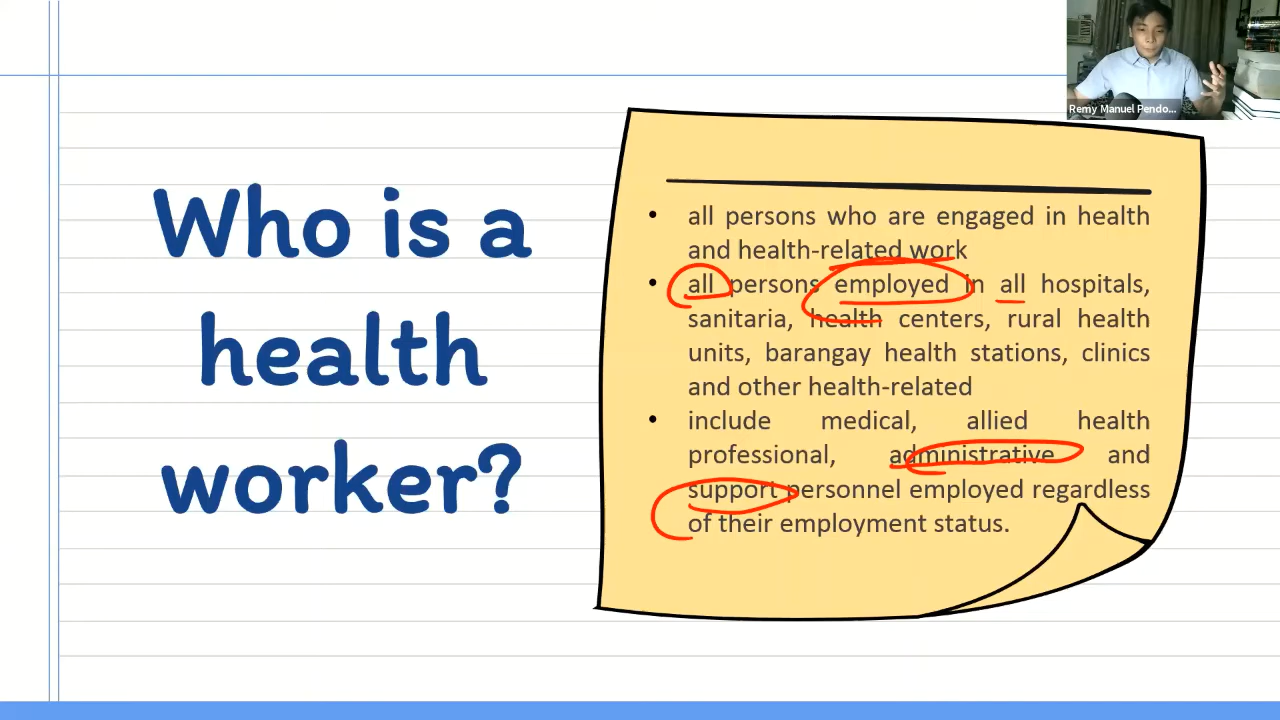 Remy Manuel Pendo...
Who is a
health
worker?
• all persons who are engaged in health
and health-related work
• all persons employed in all hospitals,
sanitaria, health centers, rural health
units, barangay health stations, clinics
and other health-related
• include medical, allied health
professional, administrative and
support personnel employed regardless
of their employment status.